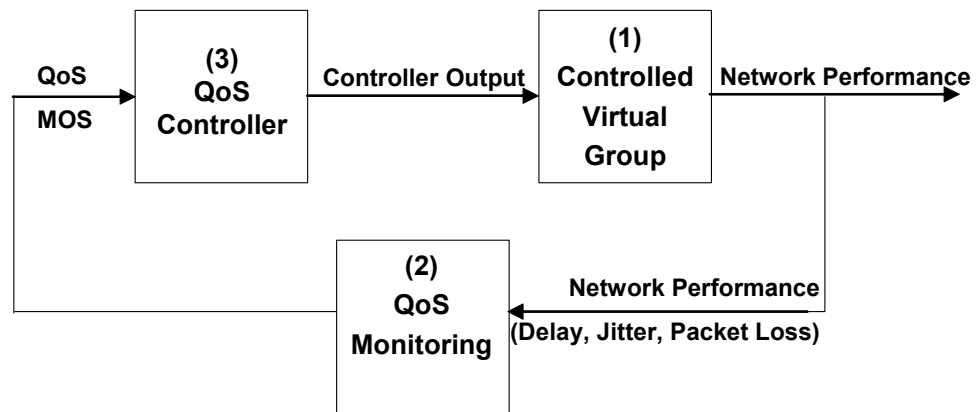 QoS
MOS
(3)
QoS
Controller
Controller Output
(1)
Controlled
Virtual
Group
Network Performance
(2)
QoS
Monitoring
Network Performance
(Delay, Jitter, Packet Loss)